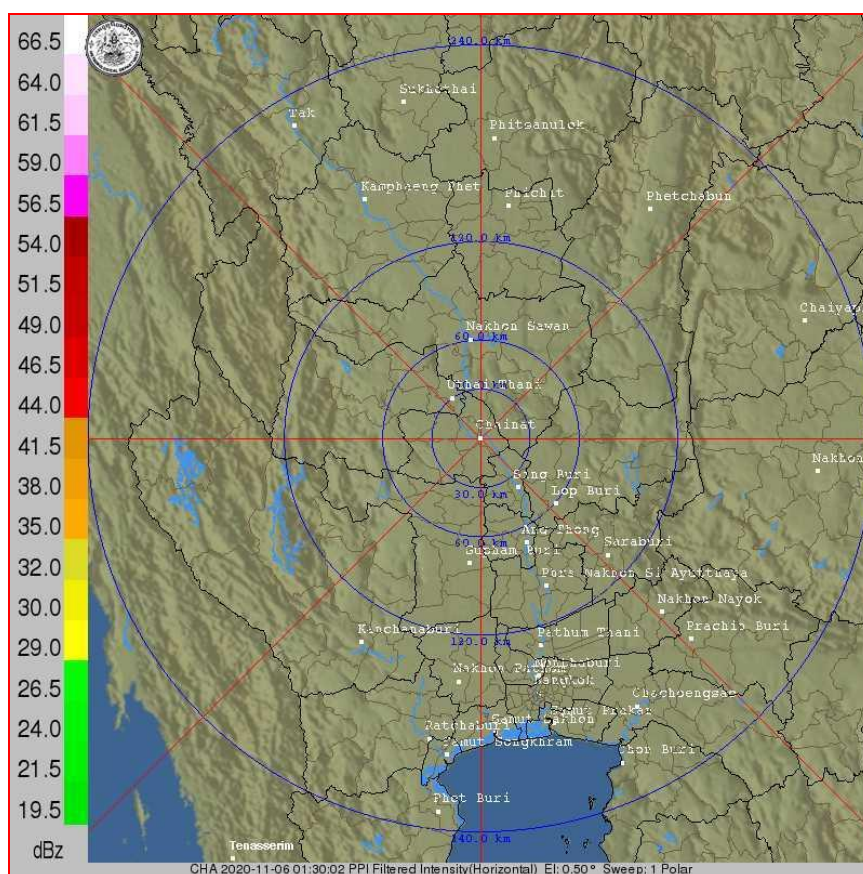 66.5
64.0
61.5
59.0
56.5
54.0
51.5
49.0
46.5
44.0
41.5
38.0
35.0
32.0
30.0
29.0
26.5
24.0
21.5
19.5
dBz
240.0 km
Sukhothai
Tak
Phitsanulok
Kamphaeng Phet
Phichit
Phetchabun
120.0 km
Chaiyap
Nakhon Sawan
60.0 km
Uthai Thani
Chainat
Nakhon
Sing Buri
30.0 km
Lop Buri
Ang Thong
60.0 km
Suphan Buri
Saraburi
Pora Nakhon Si Ayutthaya
Nakhon Nayok
Kanchanaburi
120.0 km
Pathum Thani
Prachin Buri
Nakhon Pathom
Nonthaburi
Bangkok
Chachoengsao
Samut Prakan
Samut Sakhon
Ratchaburi
Samut Songkhram
Chon Buri
Phet Buri
240.0 km
Tenasserim
CHA 2020-11-06 01:30:02 PPI Filtered Intensity(Horizontal) El: 0.50° Sweep: 1 Polar